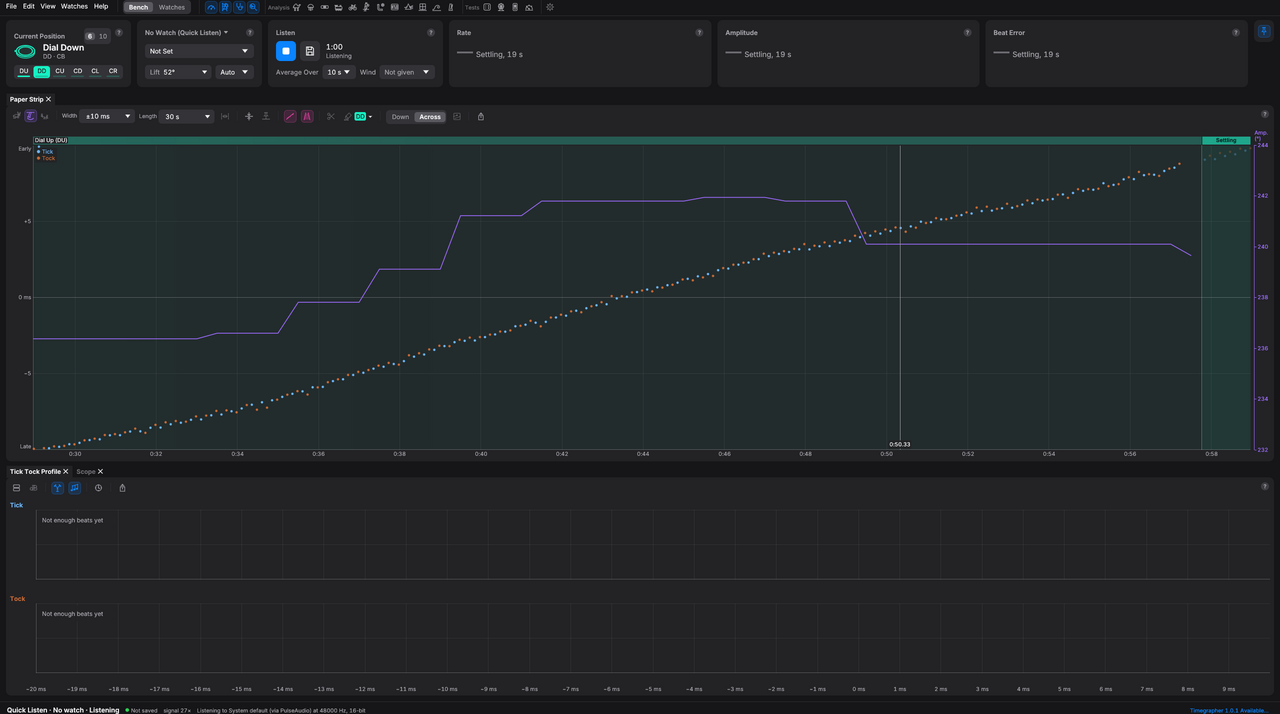 File Edit View Watches Help Bench Watches Analysis Tests
Current Position 6 10 ?
Dial Down
DD · CB
DU DD CU CD CL CR
No Watch (Quick Listen) ?
Not Set
Lift 52° Auto
Listen ?
1:00
Listening
Average Over 10 s Wind Not given
Rate ?
Settling, 19 s
Amplitude ?
Settling, 19 s
Beat Error ?
Settling, 19 s
Paper Strip
Width ±10 ms Length 30 s DD Down Across ?
Dial Up (DU) Settling
Amp. (°)
Early
Tick
Tock
+5
0 ms
−5
Late
244
242
240
238
236
234
232
0:50.33
0:30 0:32 0:34 0:36 0:38 0:40 0:42 0:44 0:46 0:48 0:50 0:52 0:54 0:56 0:58
Tick Tock Profile Scope
?
Tick
Not enough beats yet
Tock
Not enough beats yet
−20 ms −19 ms −18 ms −17 ms −16 ms −15 ms −14 ms −13 ms −12 ms −11 ms −10 ms −9 ms −8 ms −7 ms −6 ms −5 ms −4 ms −3 ms −2 ms −1 ms 0 ms 1 ms 2 ms 3 ms 4 ms 5 ms 6 ms 7 ms 8 ms 9 ms
Quick Listen · No watch · Listening Not saved signal 27× Listening to System default (via PulseAudio) at 48000 Hz, 16-bit Timegrapher 1.0.1 Available...